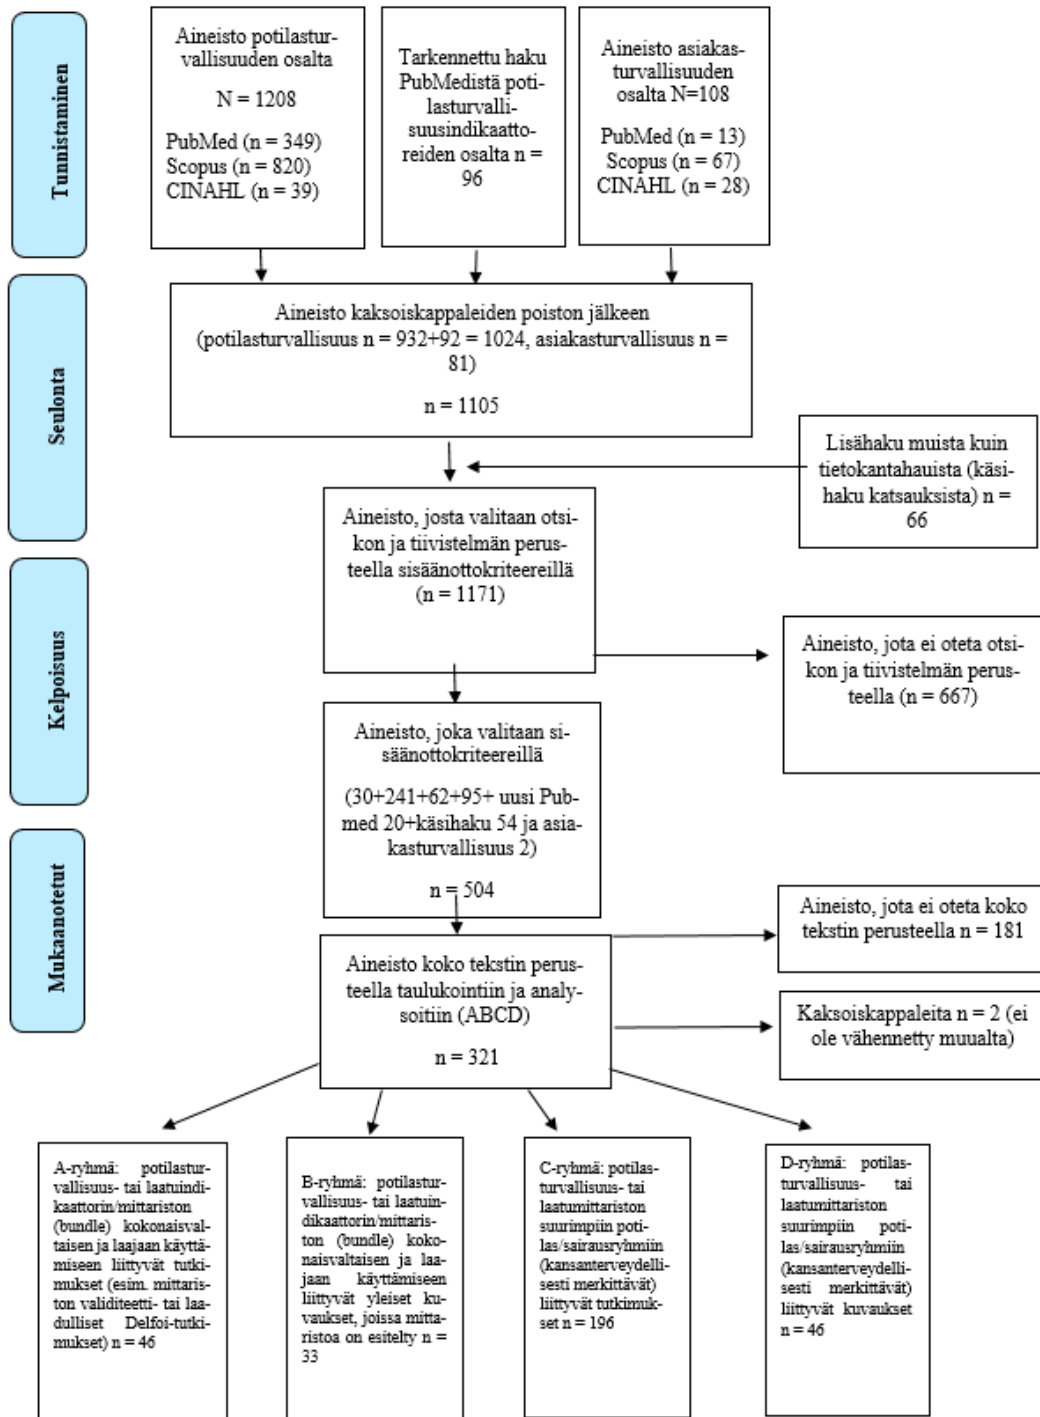 Tunnistaminen
Aineisto potilastur-
vallisuuden osalta
N = 1208
PubMed (n = 349)
Scopus (n = 820)
CINAHL (n = 39)
Tarkennettu haku
PubMedistä poti-
lasturvalli-
suusindikaatto-
reiden osalta n =
96
Aineisto asiakas-
turvallisuuden
osalta N=108
PubMed (n = 13)
Scopus (n = 67)
CINAHL (n = 28)
Seulonta
Aineisto kaksoiskappaleiden poiston jälkeen
(potilasturvallisuus n = 932+92 = 1024, asiakasturvallisuus n =
81)
n = 1105
Lisähaku muista kuin
tietokantahauista (käsi-
haku katsauksista) n =
66
Aineisto, josta valitaan otsi-
kon ja tiivistelmän perus-
teella sisäänottokriteereillä
(n = 1171)
Kelpoisuus
Aineisto, jota ei oteta otsi-
kon ja tiivistelmän perus-
teella (n = 667)
Aineisto, joka valitaan si-
säänottokriteereillä
(30+241+62+95+ uusi Pub-
med 20+käsihaku 54 ja asia-
kasturvallisuus 2)
n = 504
Mukaanotetut
Aineisto, jota ei oteta koko
tekstin perusteella n = 181
Aineisto koko tekstin perus-
teella taulukointiin ja analy-
soitiin (ABCD)
n = 321
Kaksoiskappaleita n = 2 (ei
ole vähennetty muualta)
A-ryhmä: potilastur-
vallisuus- tai laatuindi-
kaattorin/mittariston
(bundle) kokonaisval-
taisen ja laajaan käyttä-
miseen liittyvät tutki-
mukset (esim. mittaris-
ton validiteetti- tai laa-
dulliset Delfoi-tutki-
mukset) n = 46
B-ryhmä: potilastur-
vallisuus- tai laatuin-
dikaattorin/mittaris-
ton (bundle) koko-
naisvaltaisen ja laa-
jaan käyttämiseen
liittyvät yleiset ku-
vaukset, joissa mitta-
ristoa on esitelty n =
33
C-ryhmä: potilas-
turvallisuus- tai
laatumittariston
suurimpiin poti-
las/sairausryhmiin
(kansanterveydelli-
sesti merkittävät)
liittyvät tutkimuk-
set n = 196
D-ryhmä: potilas-
turvallisuus- tai
laatumittariston
suurimpiin poti-
las/sairausryhmiin
(kansanterveydelli-
sesti merkittävät)
liittyvät kuvaukset
n = 46